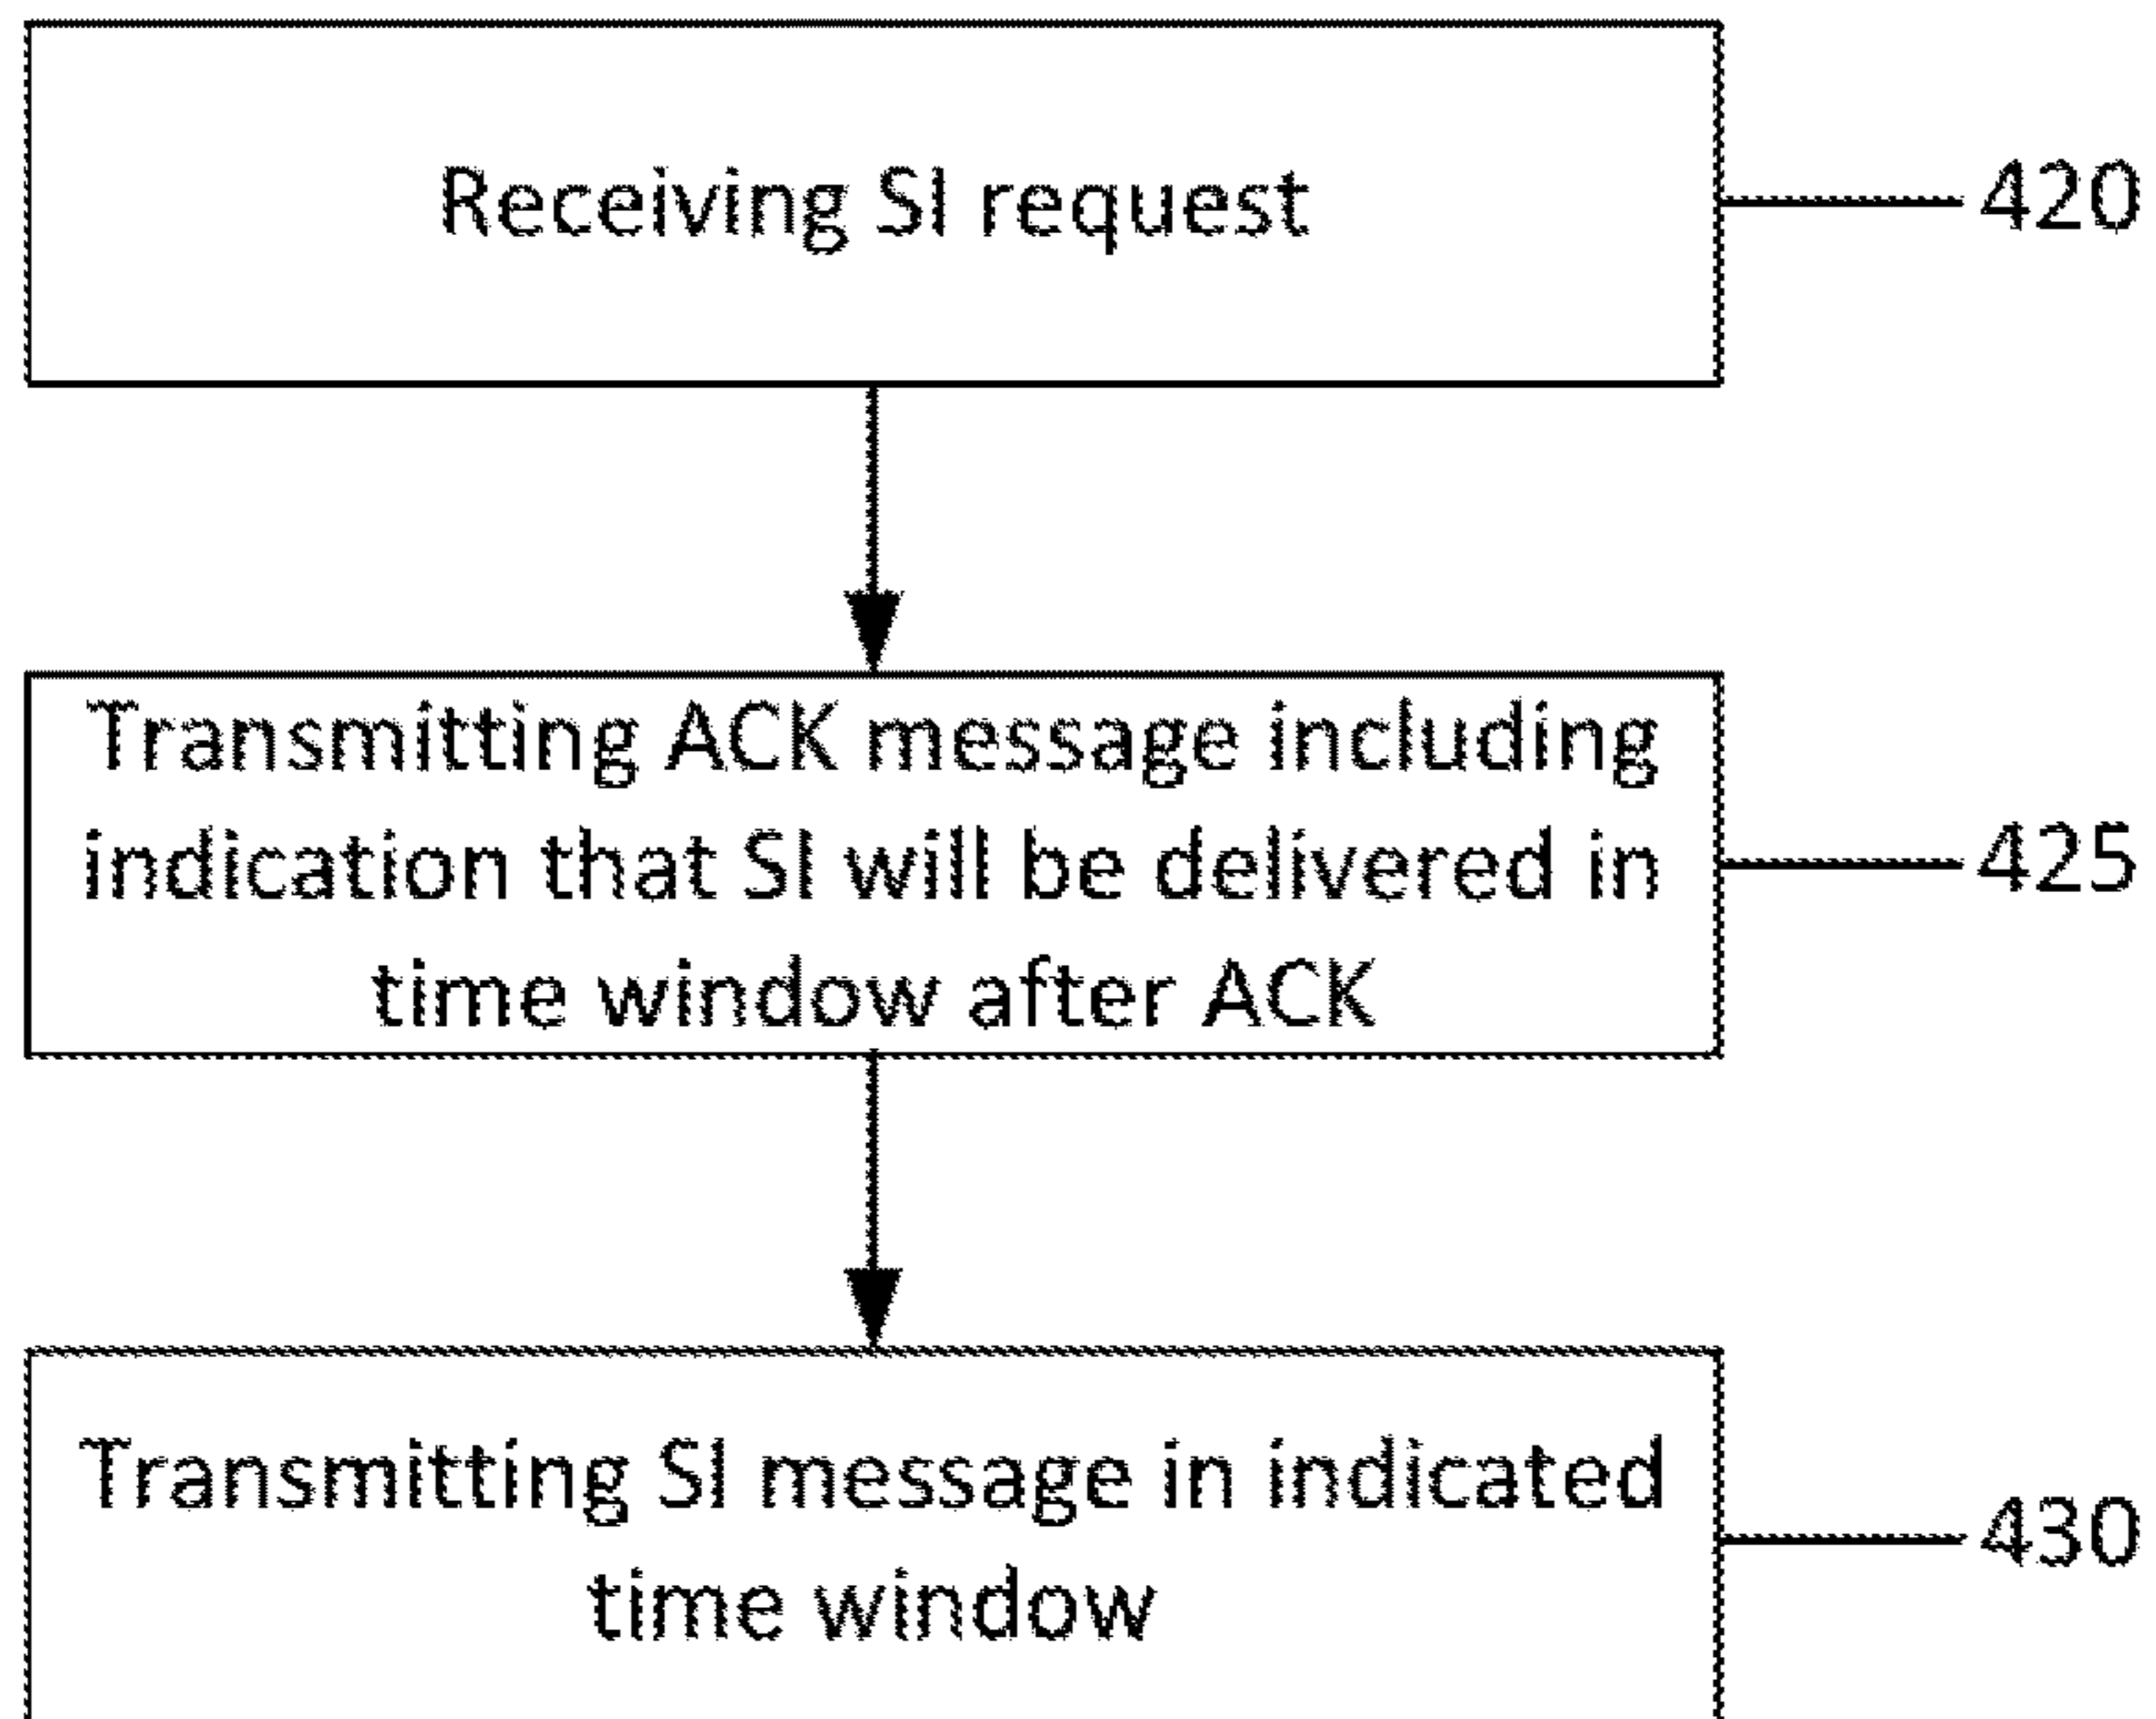 Receiving SI request
420
Transmitting ACK message including
indication that SI will be delivered in
time window after ACK
425
Transmitting SI message in indicated
time window
430